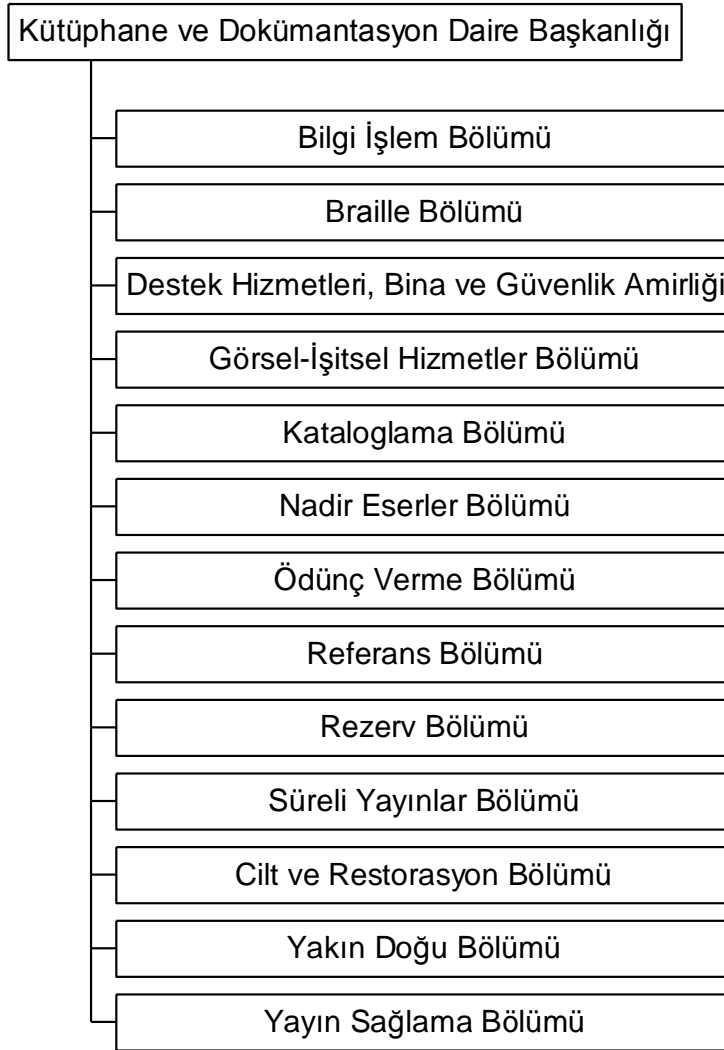 Kütüphane ve Dokümantasyon Daire Başkanlığı
Bilgi İşlem Bölümü
Braille Bölümü
Destek Hizmetleri, Bina ve Güvenlik Amirliği
Görsel-İşitsel Hizmetler Bölümü
Kataloglama Bölümü
Nadir Eserler Bölümü
Ödünç Verme Bölümü
Referans Bölümü
Rezerv Bölümü
Süreli Yayınlar Bölümü
Cilt ve Restorasyon Bölümü
Yakın Doğu Bölümü
Yayın Sağlama Bölümü